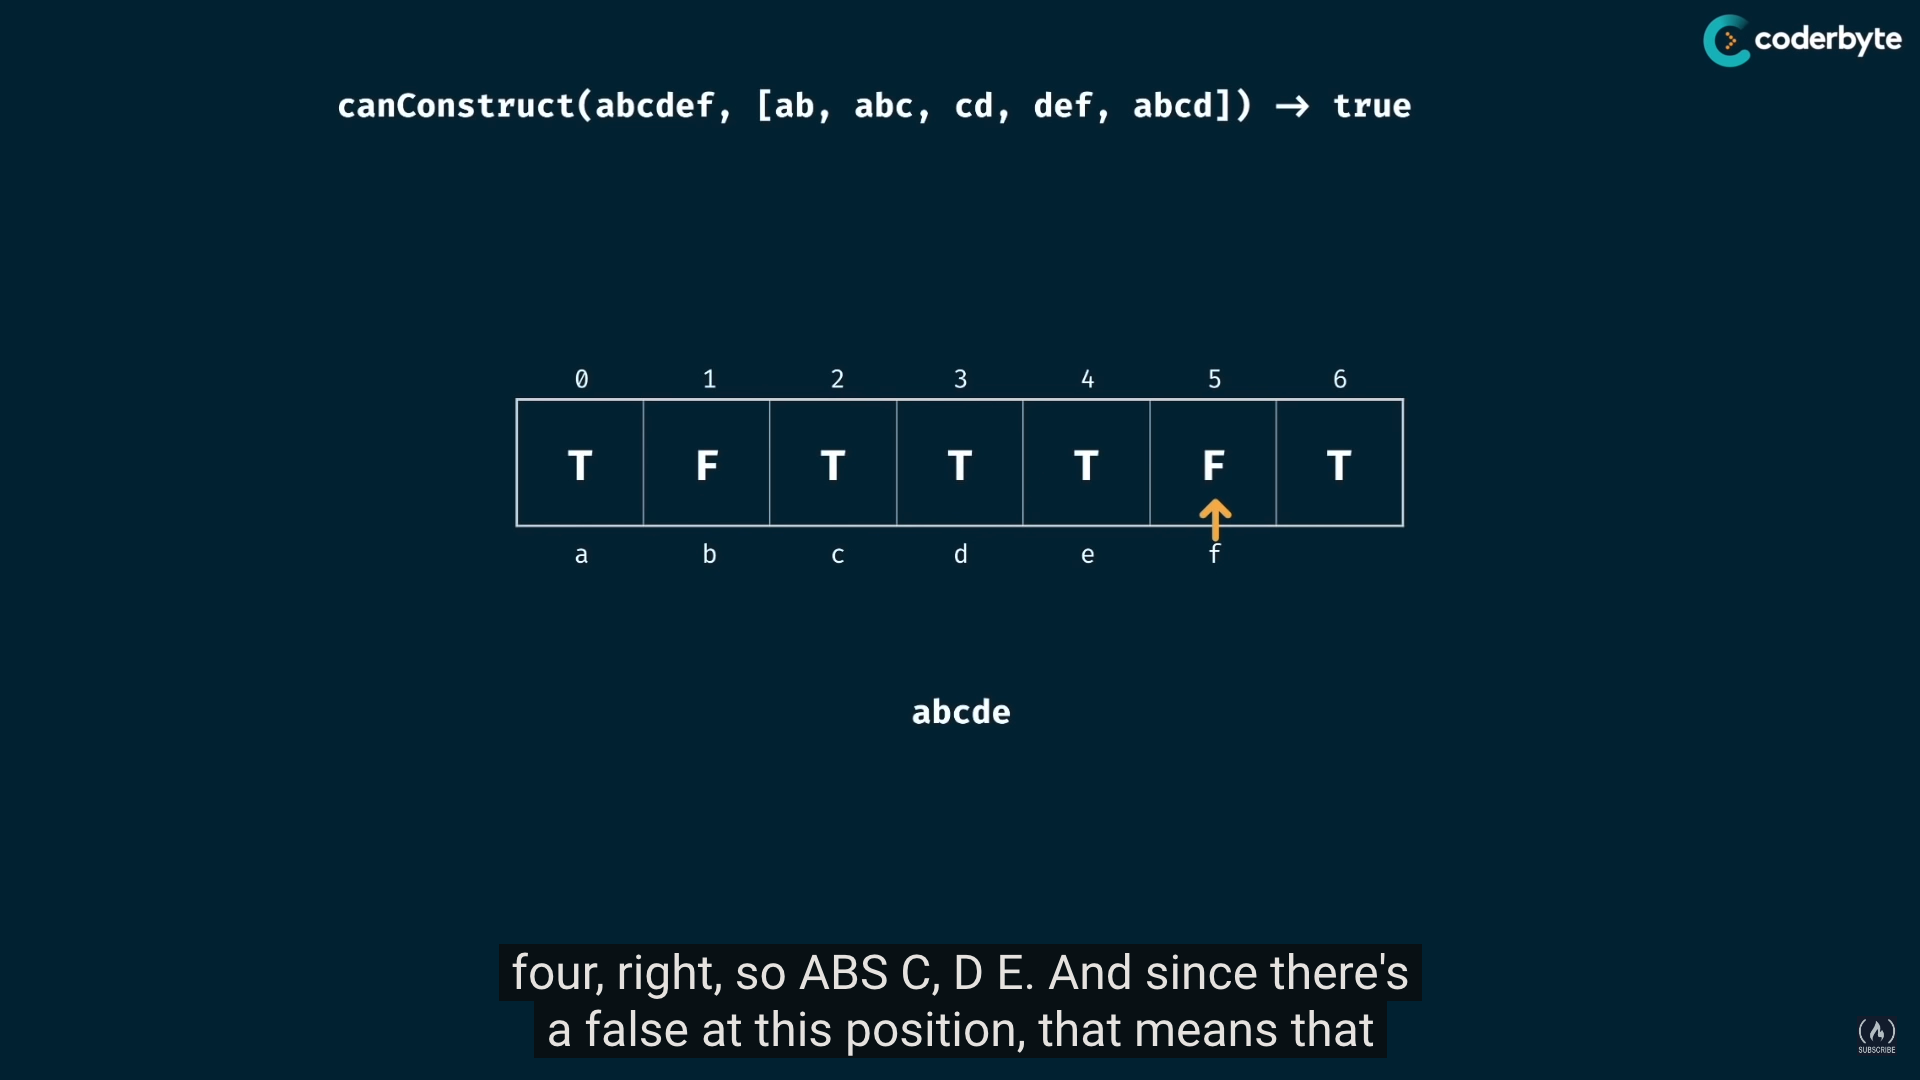 coderbyte
canConstruct(abcdef, [ab, abc, cd, def, abcd]) → true
0 1 2 3 4 5 6
T F T T T F T
a b c d e f
abcde
four, right, so ABS C, D E. And since there's
a false at this position, that means that
SUBSCRIBE